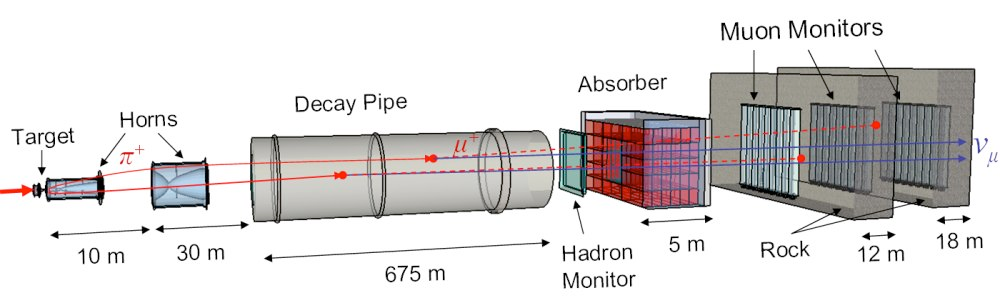 Target
Horns
π+
Decay Pipe
μ+
Absorber
Muon Monitors
νμ
10 m
30 m
675 m
Hadron
Monitor
5 m
Rock
12 m
18 m